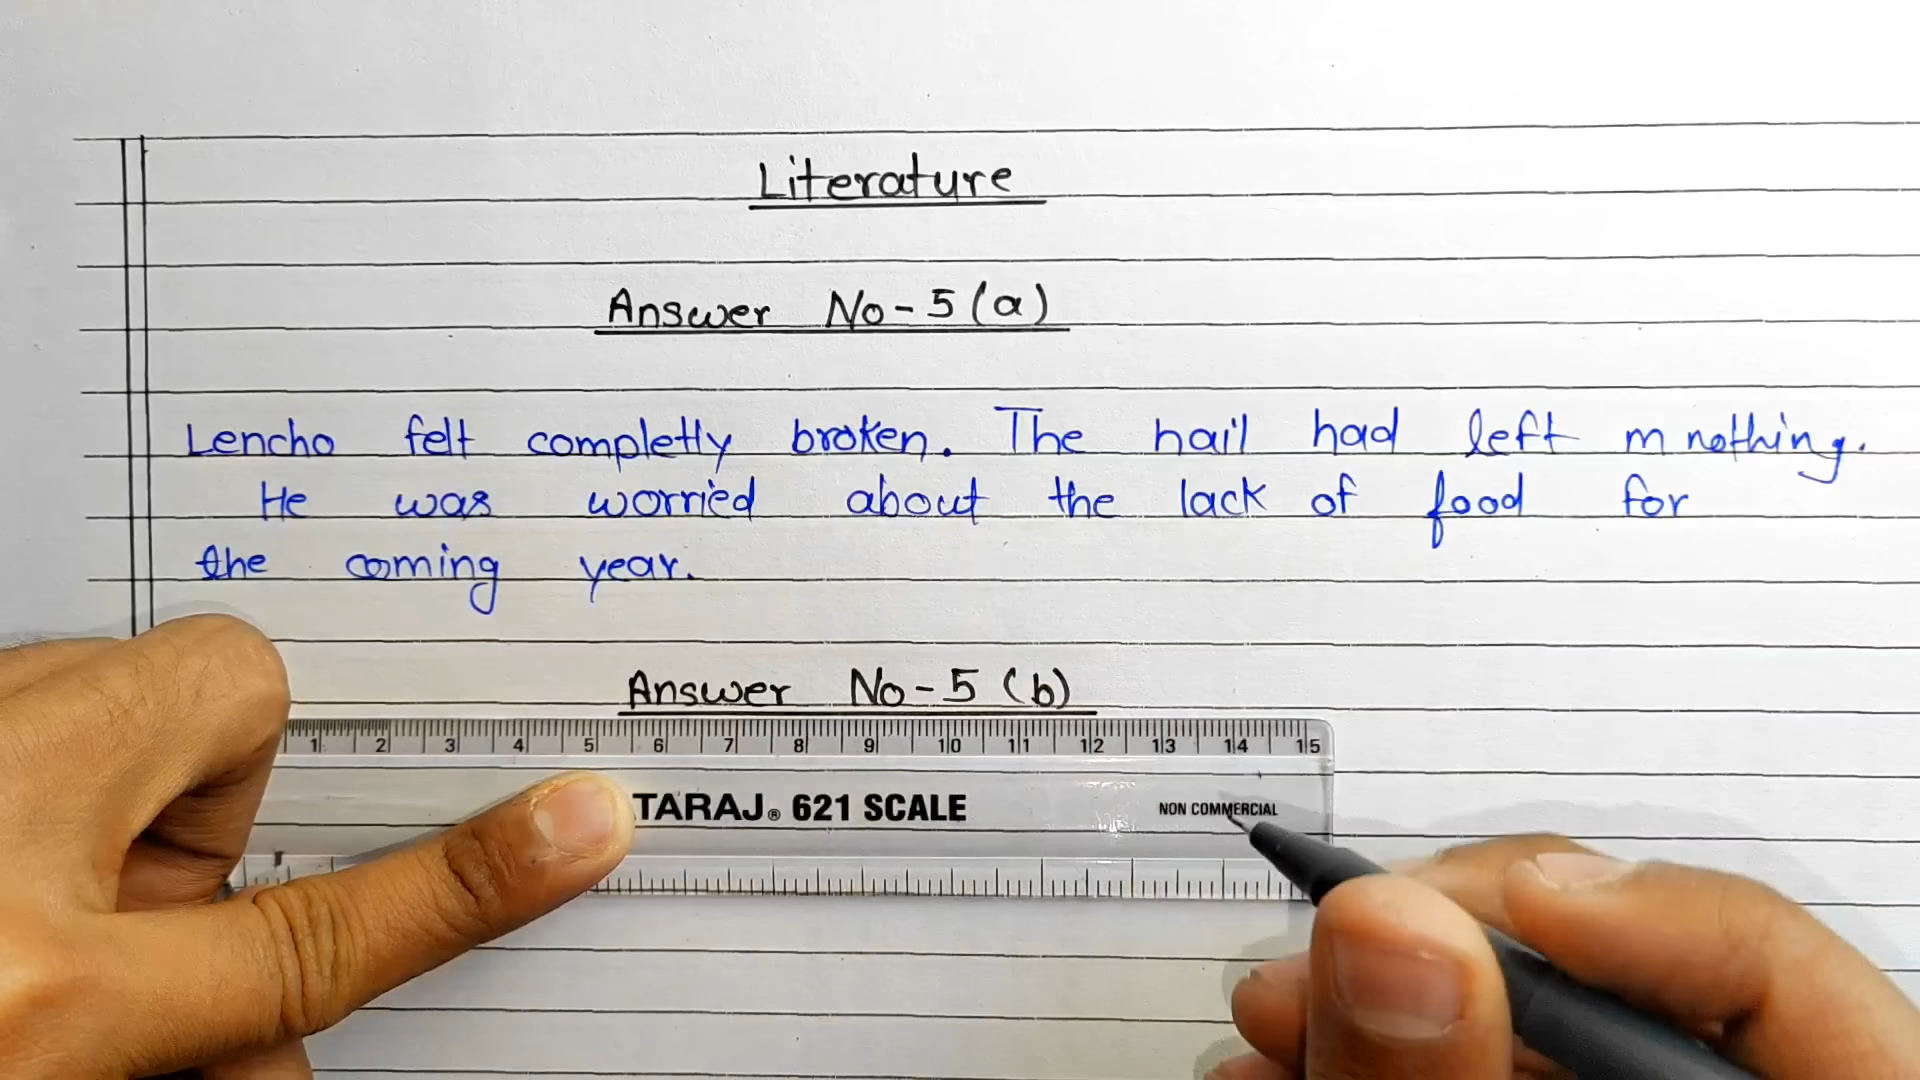 Literature
Answer No-5(a)
Lencho felt completly broken. The hail had left m nothing.
He was worried about the lack of food for
the coming year.
Answer No-5 (b)
1 2 3 4 5 6 7 8 9 10 11 12 13 14 15
TARAJ® 621 SCALE NON COMMERCIAL